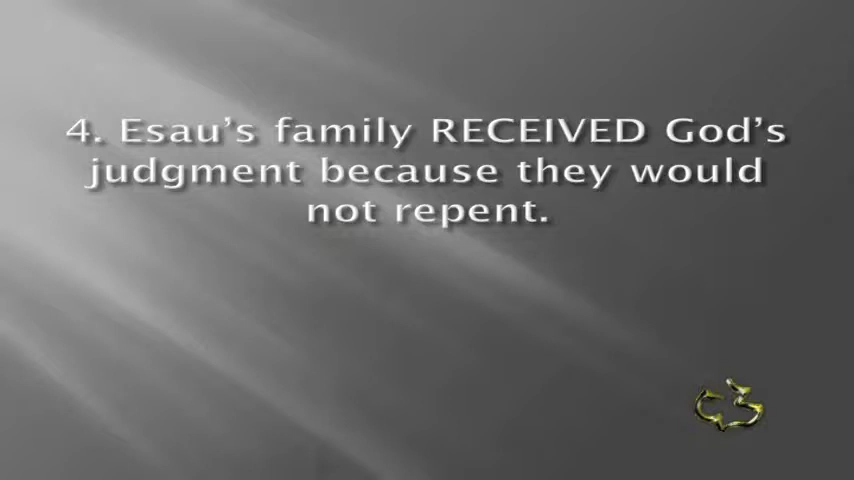 4. Esau's family RECEIVED God's
judgment because they would
not repent.